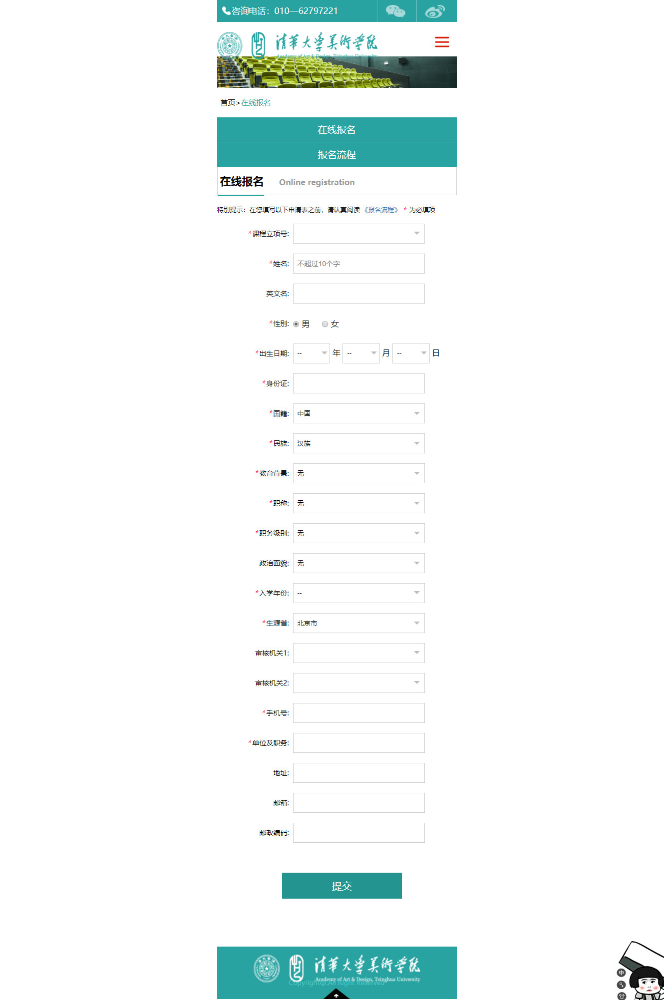 咨询电话：010—62797221
清華大学美術学院
Academy of Art & Design, Tsinghua University
首页>在线报名
在线报名
报名流程
在线报名 Online registration
特别提示：在您填写以下申请表之前，请认真阅读《报名流程》 * 为必填项
*课程立项号:
*姓名: 不超过10个字
英文名:
*性别: 男 女
*出生日期: -- 年 -- 月 -- 日
*身份证:
*国籍: 中国
*民族: 汉族
*教育背景: 无
*职称: 无
*职务级别: 无
政治面貌: 无
*入学年份: --
*生源省: 北京市
审核机关1:
审核机关2:
*手机号:
*单位及职务:
地址:
邮箱:
邮政编码:
提交
清華大学美術学院
Academy of Art & Design, Tsinghua University
Copyright@.All Right Reserved
中